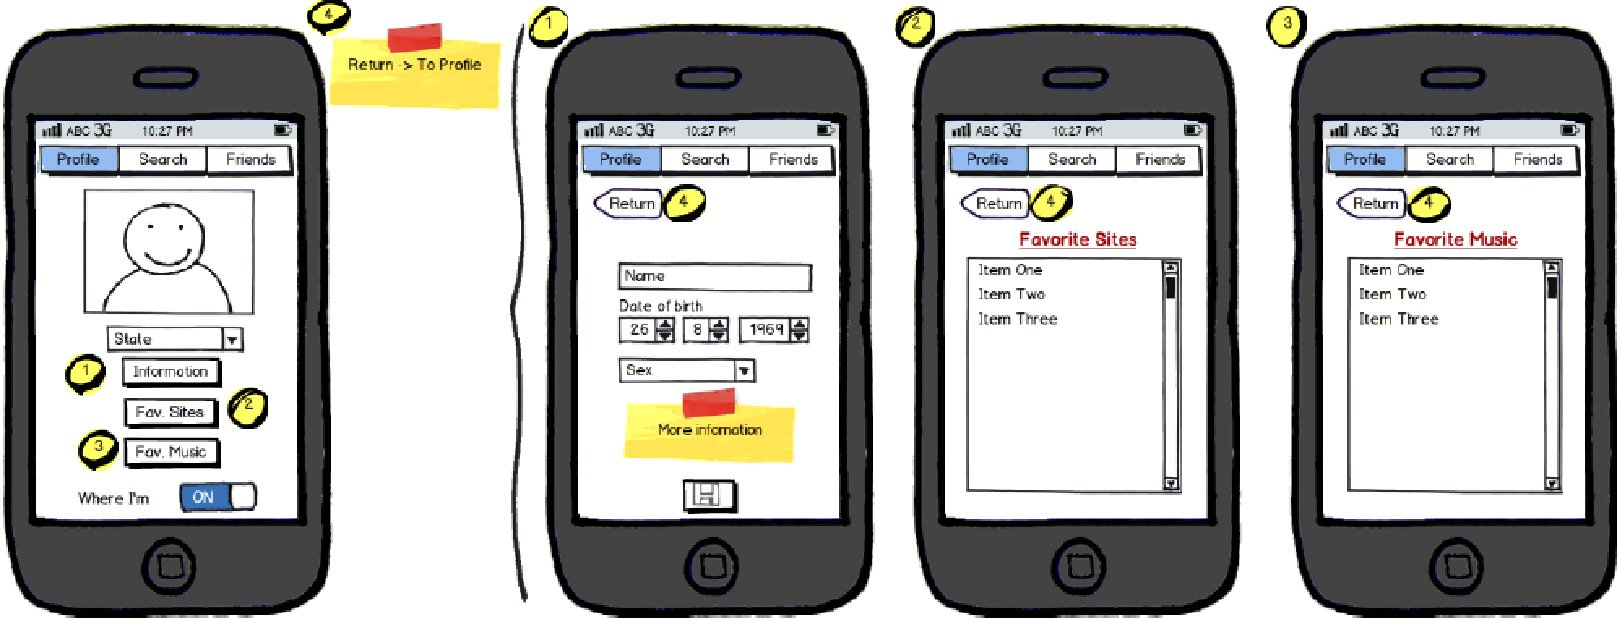 4
Return -> To Profile
ABC 3G 10:27 PM
Profile Search Friends
State
1 Information
Fav. Sites 2
3 Fav. Music
Where I'm ON
1
ABC 3G 10:27 PM
Profile Search Friends
Return 4
Name
Date of birth
26 8 1969
Sex
More infomation
2
ABC 3G 10:27 PM
Profile Search Friends
Return 4
Favorite Sites
Item One
Item Two
Item Three
3
ABC 3G 10:27 PM
Profile Search Friends
Return 4
Favorite Music
Item One
Item Two
Item Three